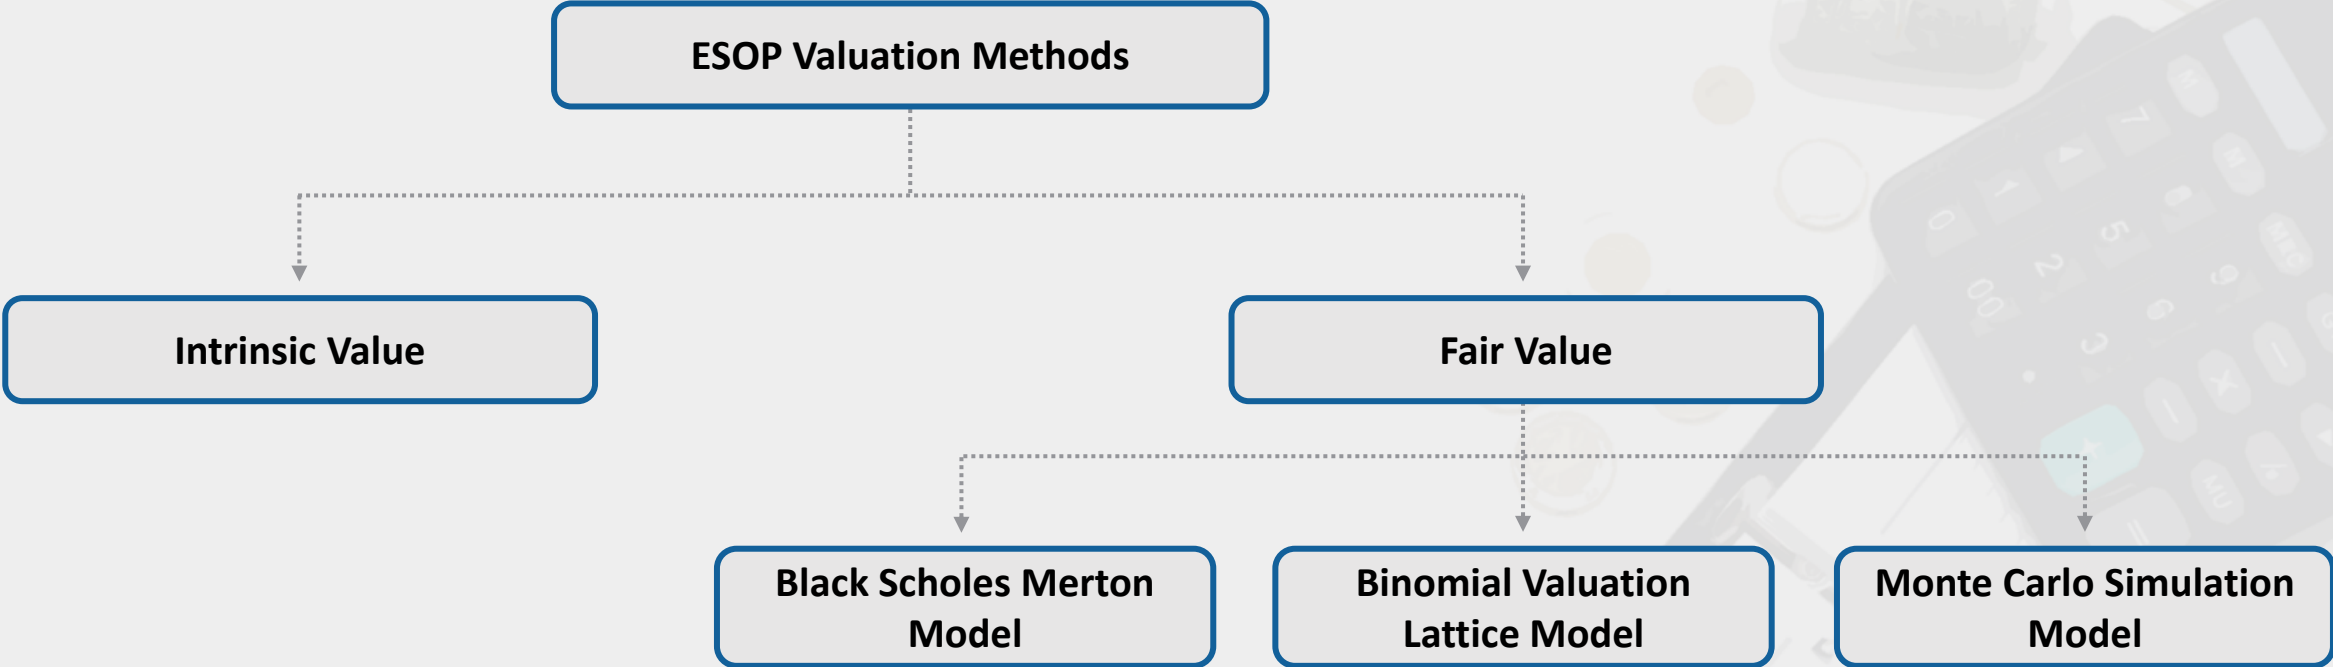 ESOP Valuation Methods
Intrinsic Value
Fair Value
Black Scholes Merton
Model
Binomial Valuation
Lattice Model
Monte Carlo Simulation
Model